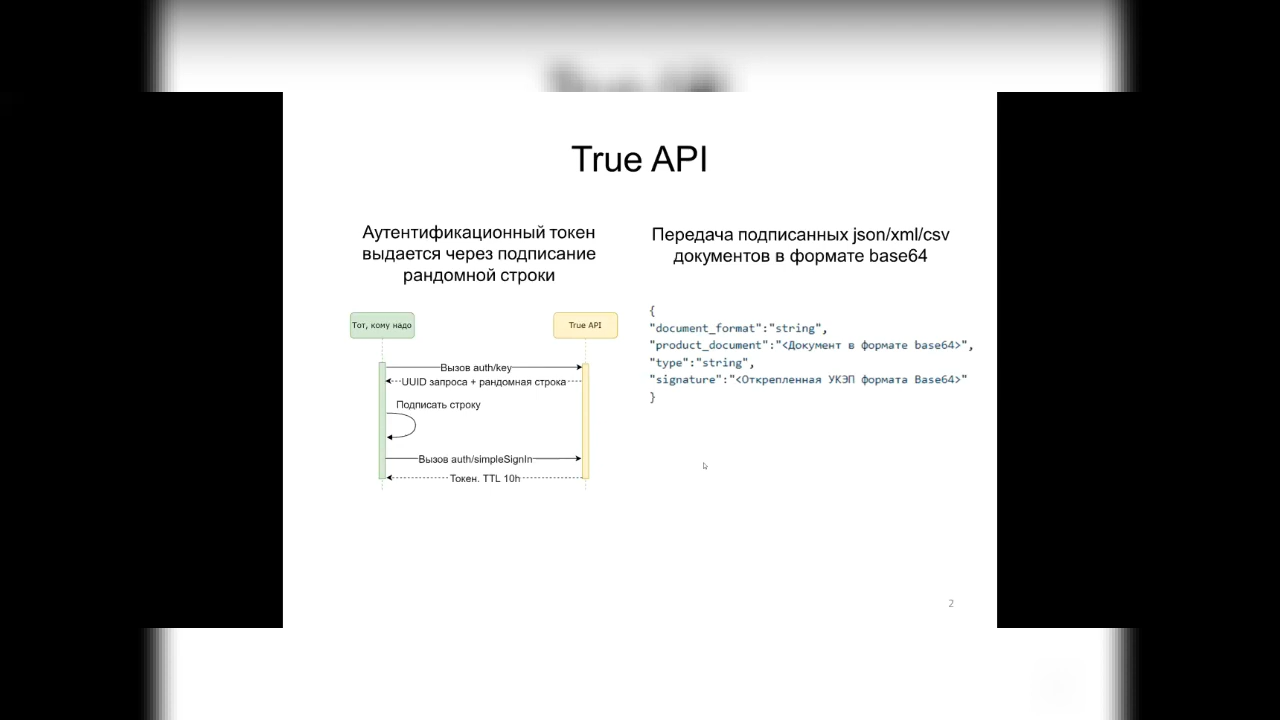 True API
Аутентификационный токен
выдается через подписание
рандомной строки
Тот, кому надо
True API
Вызов auth/key
UUID запроса + рандомная строка
Подписать строку
Вызов auth/simpleSignIn
Токен. TTL 10h
Передача подписанных json/xml/csv
документов в формате base64
{
"document_format":"string",
"product_document":"<Документ в формате base64>",
"type":"string",
"signature":"<Открепленная УКЭП формата Base64>"
}
2